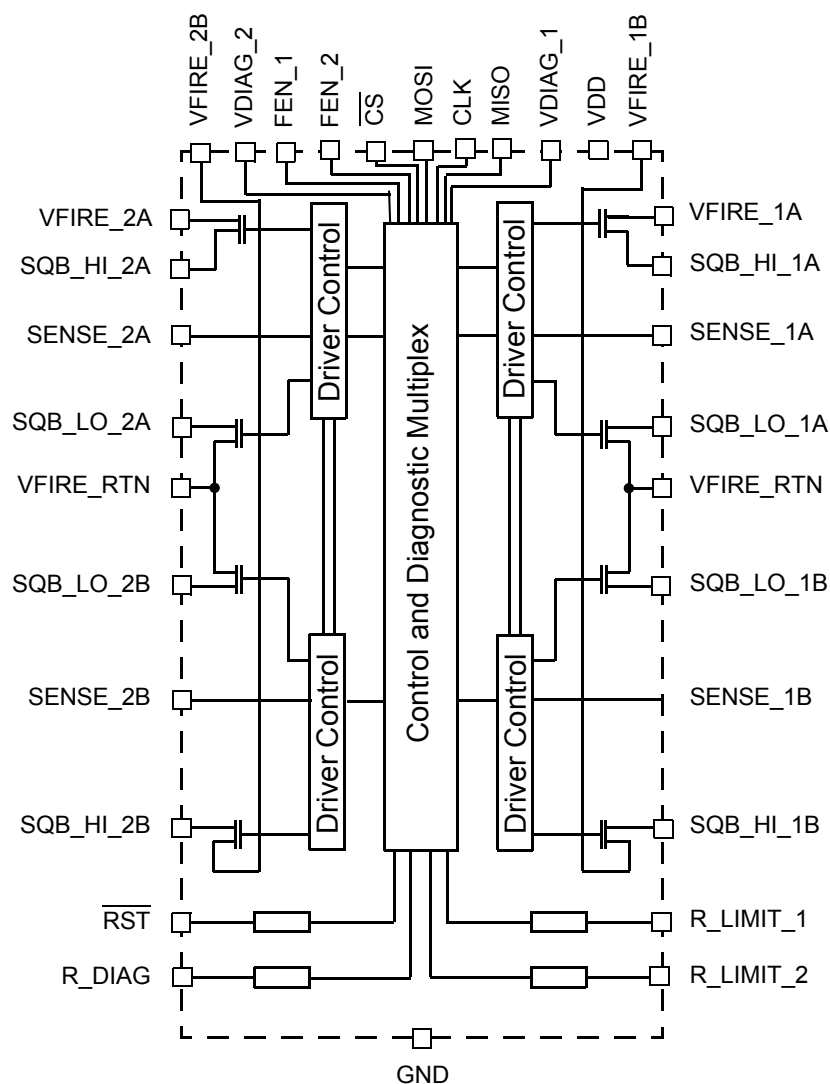 VFIRE_2B
VDIAG_2
FEN_1
FEN_2
CS
MOSI
CLK
MISO
VDIAG_1
VDD
VFIRE_1B
VFIRE_2A
SQB_HI_2A
SENSE_2A
SQB_LO_2A
VFIRE_RTN
SQB_LO_2B
SENSE_2B
SQB_HI_2B
RST
R_DIAG
Driver Control
Driver Control
Control and Diagnostic Multiplex
Driver Control
Driver Control
VFIRE_1A
SQB_HI_1A
SENSE_1A
SQB_LO_1A
VFIRE_RTN
SQB_LO_1B
SENSE_1B
SQB_HI_1B
R_LIMIT_1
R_LIMIT_2
GND